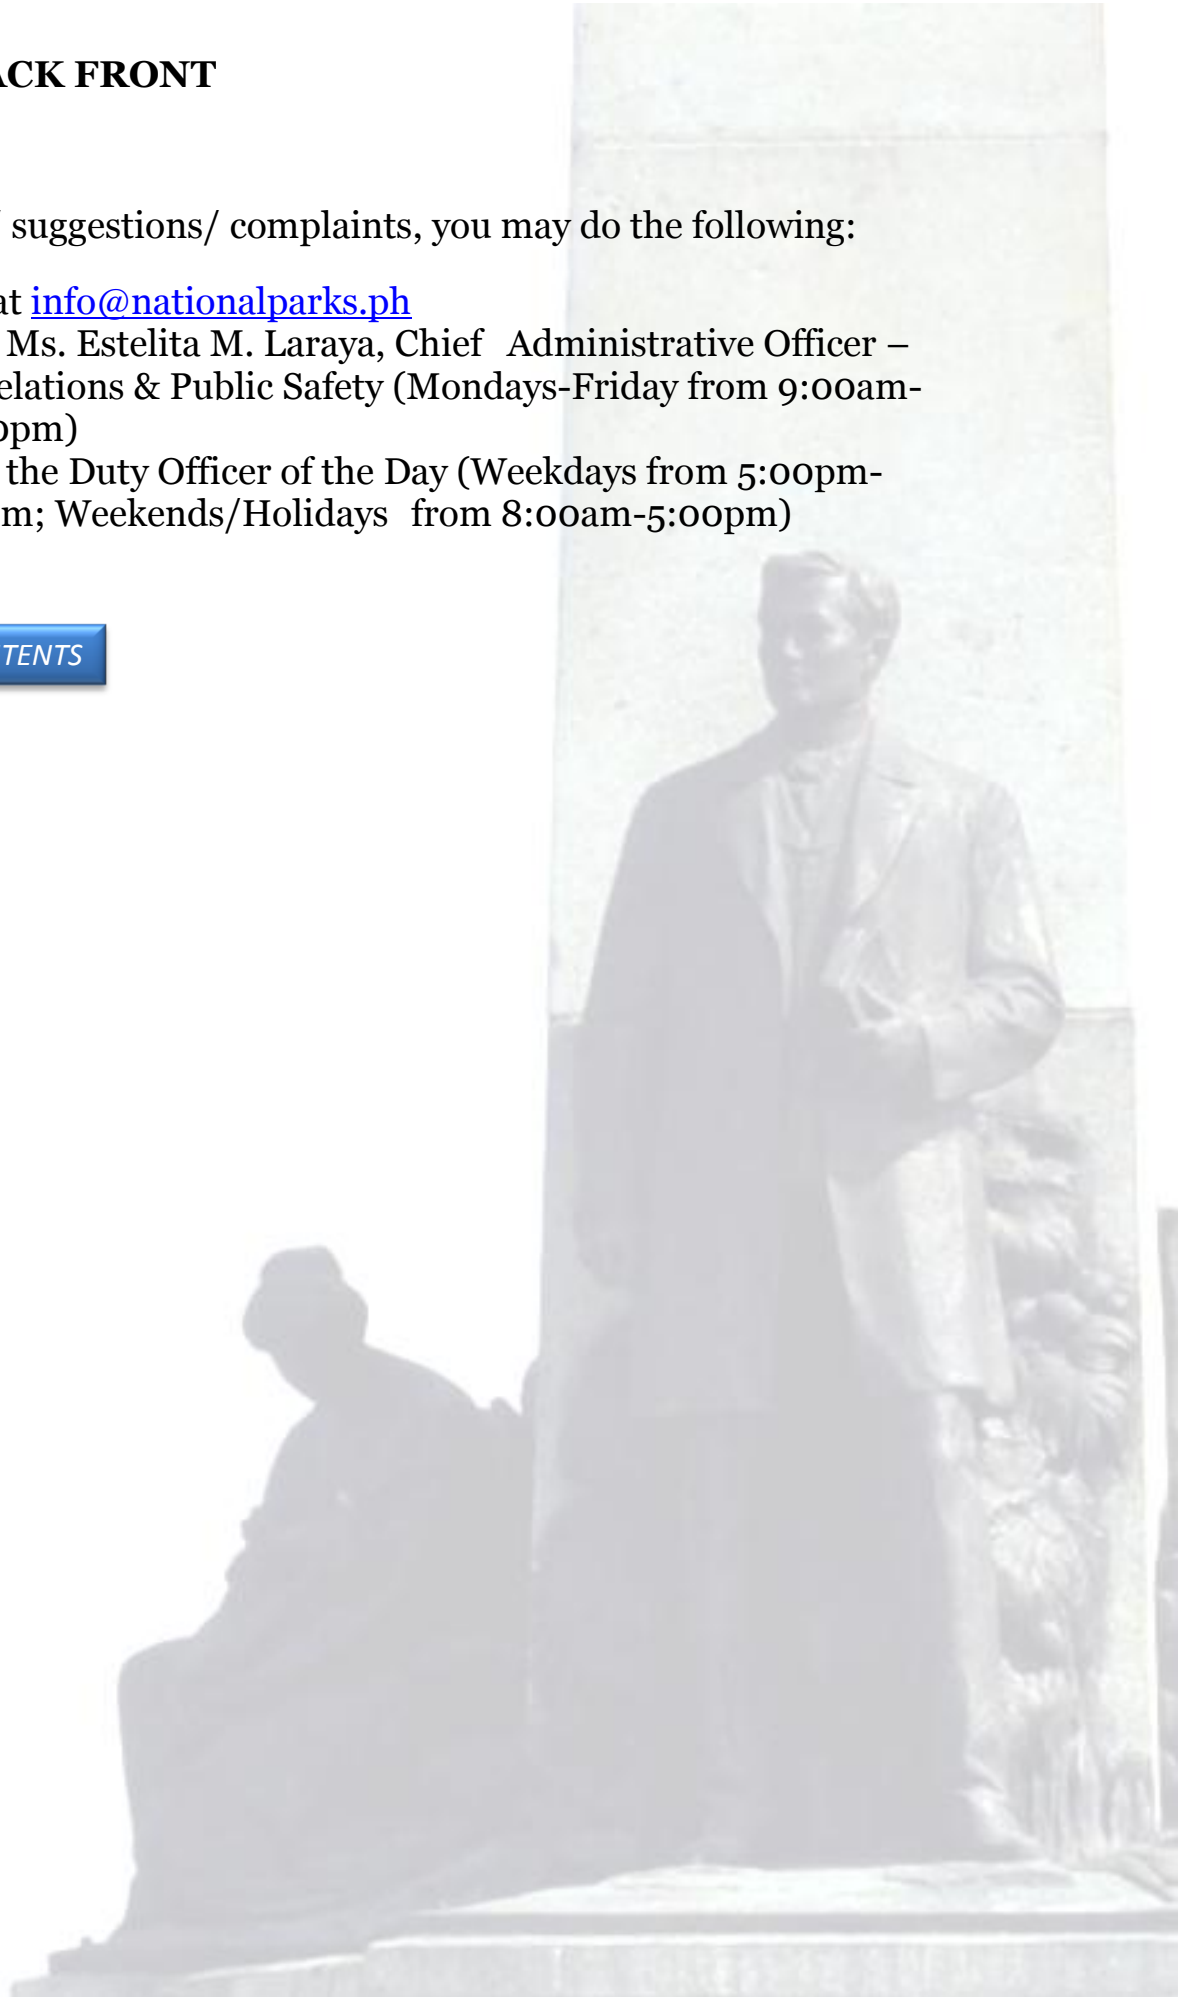 ACK FRONT
/ suggestions/ complaints, you may do the following:
at info@nationalparks.ph
Ms. Estelita M. Laraya, Chief Administrative Officer –
elations & Public Safety (Mondays-Friday from 9:00am-
0pm)
the Duty Officer of the Day (Weekdays from 5:00pm-
m; Weekends/Holidays from 8:00am-5:00pm)
TENTS